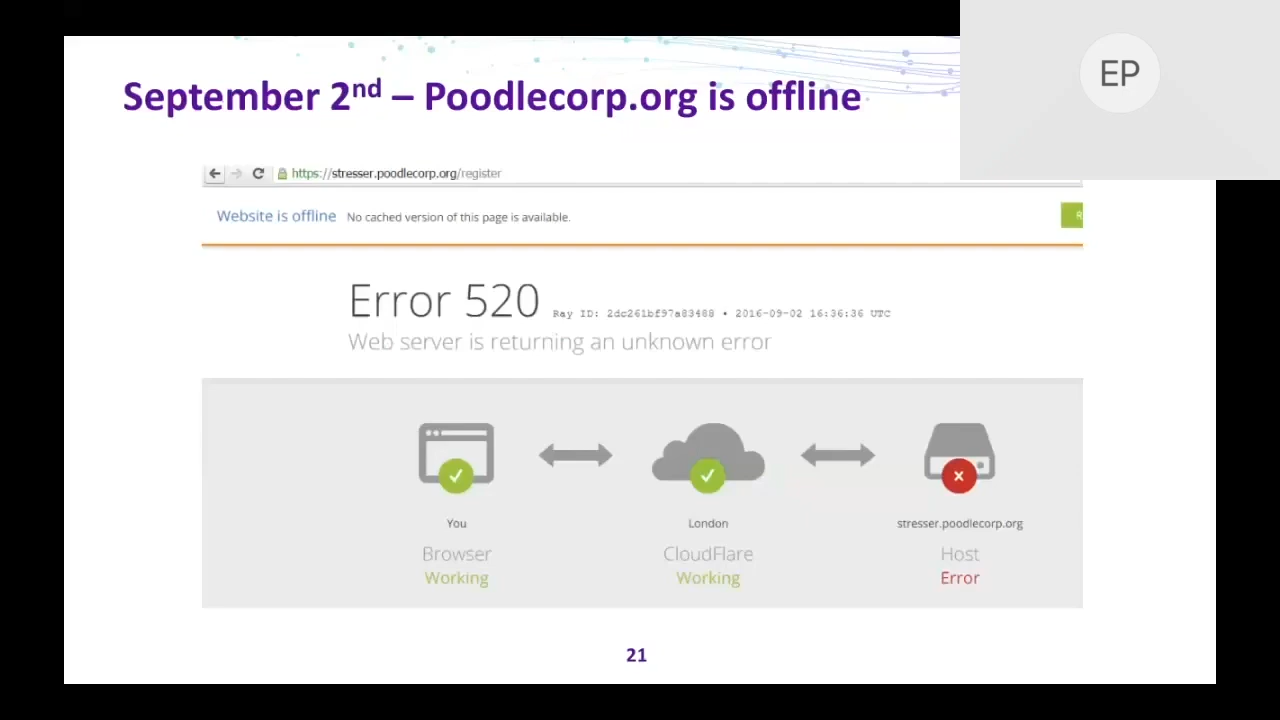 September 2nd – Poodlecorp.org is offline
EP
https://stresser.poodlecorp.org/register
Website is offline No cached version of this page is available.
R
Error 520 Ray ID: 2dc261bf97a83488 • 2016-09-02 16:36:36 UTC
Web server is returning an unknown error
You London stresser.poodlecorp.org
Browser CloudFlare Host
Working Working Error
21